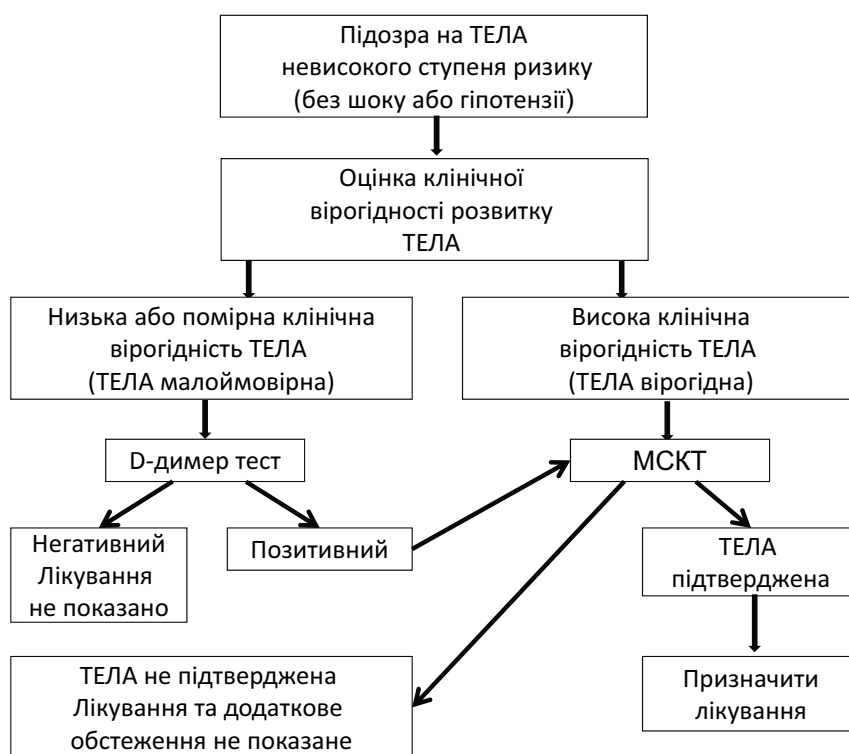 Підозра на ТЕЛА
невисокого ступеня ризику
(без шоку або гіпотензії)
Оцінка клінічної
вірогідності розвитку
ТЕЛА
Низька або помірна клінічна
вірогідність ТЕЛА
(ТЕЛА малоймовірна)
Висока клінічна
вірогідність ТЕЛА
(ТЕЛА вірогідна)
D-димер тест
МСКТ
Негативний
Лікування
не показано
Позитивний
ТЕЛА
підтверджена
ТЕЛА не підтверджена
Лікування та додаткове
обстеження не показане
Призначити
лікування